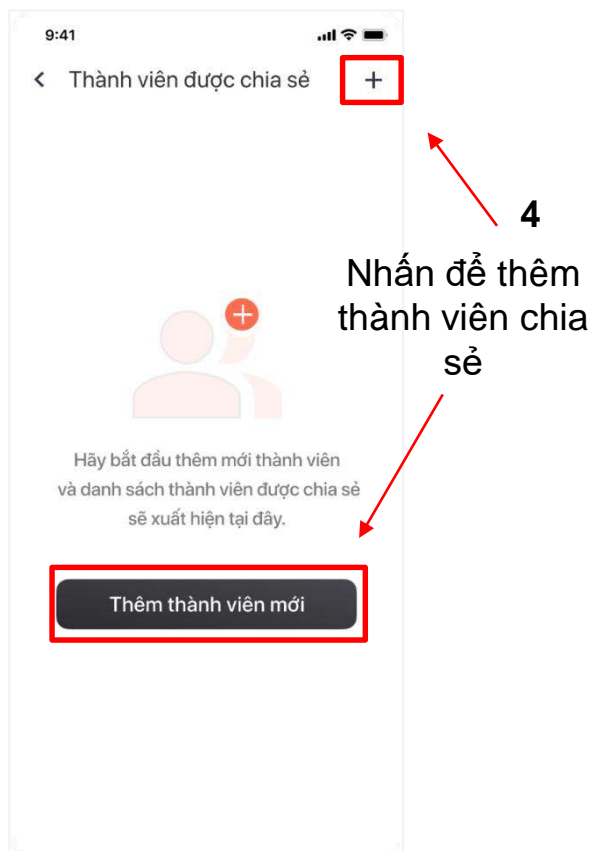 9:41
Thành viên được chia sẻ
4
Nhấn để thêm
thành viên chia
sẻ
Hãy bắt đầu thêm mới thành viên
và danh sách thành viên được chia sẻ
sẽ xuất hiện tại đây.
Thêm thành viên mới